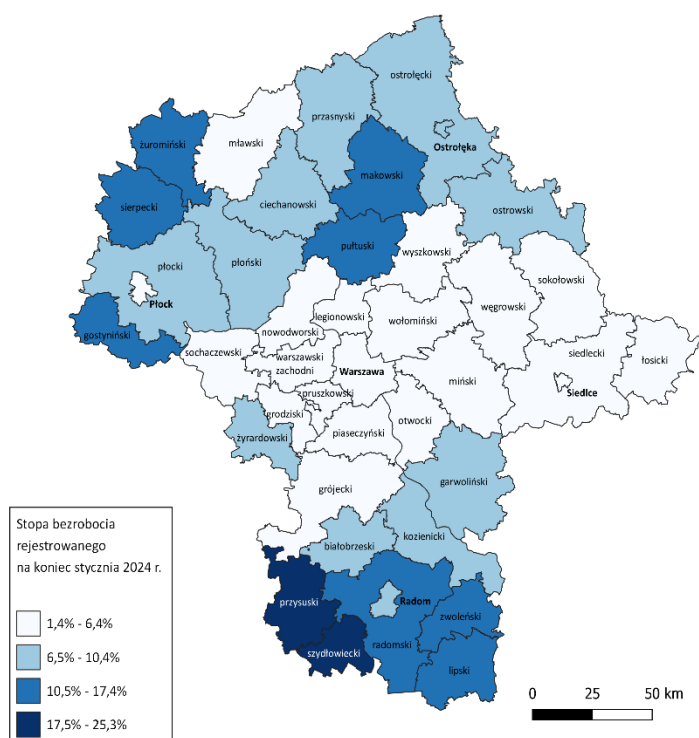 ostrołęcki
przasnyski
mławski
żuromiński
Ostrołęka
makowski
ciechanowski
sierpecki
ostrowski
pułtuski
wyszkowski
płocki
płoński
sokołowski
węgrowski
Płock
legionowski
wołomiński
gostyniński
nowodworski
sochaczewski
siedlecki
łosicki
warszawski
zachodni
Warszawa
miński
Siedlce
pruszkowski
grodziski
otwocki
piaseczyński
żyrardowski
garwoliński
grójecki
kozienicki
białobrzeski
przysuski
Radom
zwoleński
radomski
szydłowiecki
lipski
Stopa bezrobocia
rejestrowanego
na koniec stycznia 2024 r.
1,4% - 6,4%
6,5% - 10,4%
10,5% - 17,4%
17,5% - 25,3%
0 25 50 km